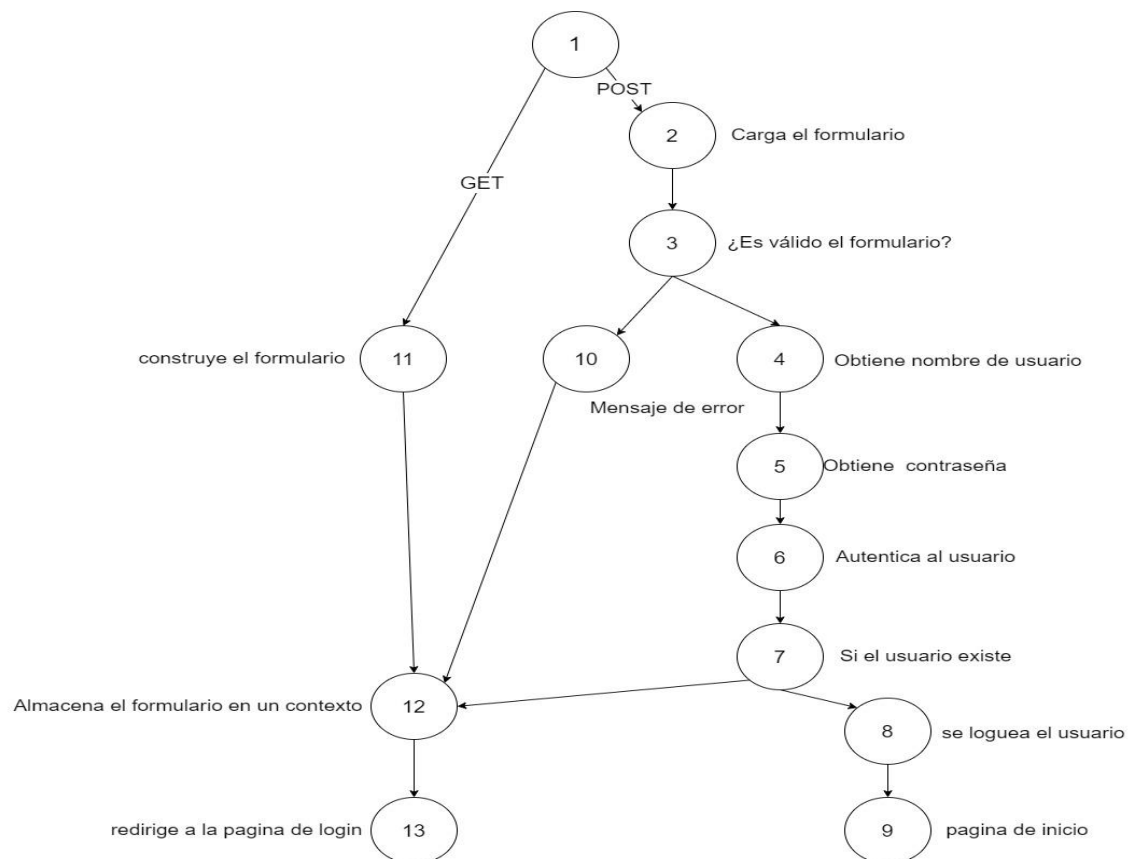 1
POST
2
Carga el formulario
GET
3
¿Es válido el formulario?
construye el formulario
11
10
4
Obtiene nombre de usuario
Mensaje de error
5
Obtiene contraseña
6
Autentica al usuario
7
Si el usuario existe
Almacena el formulario en un contexto
12
8
se loguea el usuario
redirige a la pagina de login
13
9
pagina de inicio